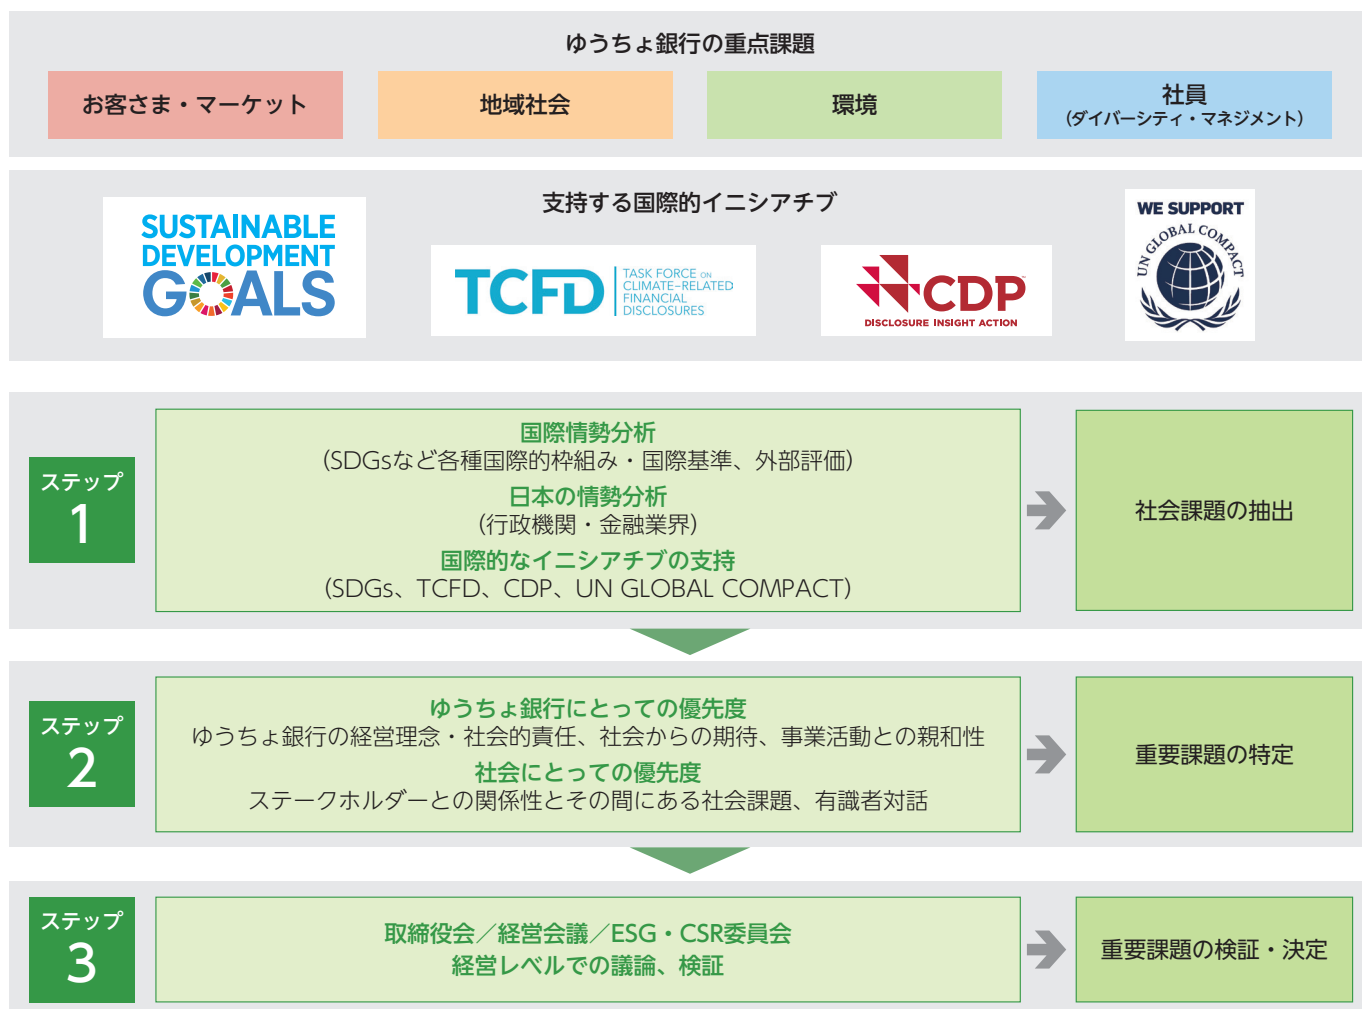 ゆうちょ銀行の重点課題
お客さま・マーケット
地域社会
環境
社員
(ダイバーシティ・マネジメント)
支持する国際的イニシアチブ
SUSTAINABLE
DEVELOPMENT
GOALS
TCFD
TASK FORCE ON
CLIMATE-RELATED
FINANCIAL
DISCLOSURES
CDP
DISCLOSURE INSIGHT ACTION
WE SUPPORT
UN GLOBAL COMPACT
ステップ
1
国際情勢分析
(SDGsなど各種国際的枠組み・国際基準、外部評価)
日本の情勢分析
(行政機関・金融業界)
国際的なイニシアチブの支持
(SDGs、TCFD、CDP、UN GLOBAL COMPACT)
社会課題の抽出
ステップ
2
ゆうちょ銀行にとっての優先度
ゆうちょ銀行の経営理念・社会的責任、社会からの期待、事業活動との親和性
社会にとっての優先度
ステークホルダーとの関係性とその間にある社会課題、有識者対話
重要課題の特定
ステップ
3
取締役会／経営会議／ESG・CSR委員会
経営レベルでの議論、検証
重要課題の検証・決定